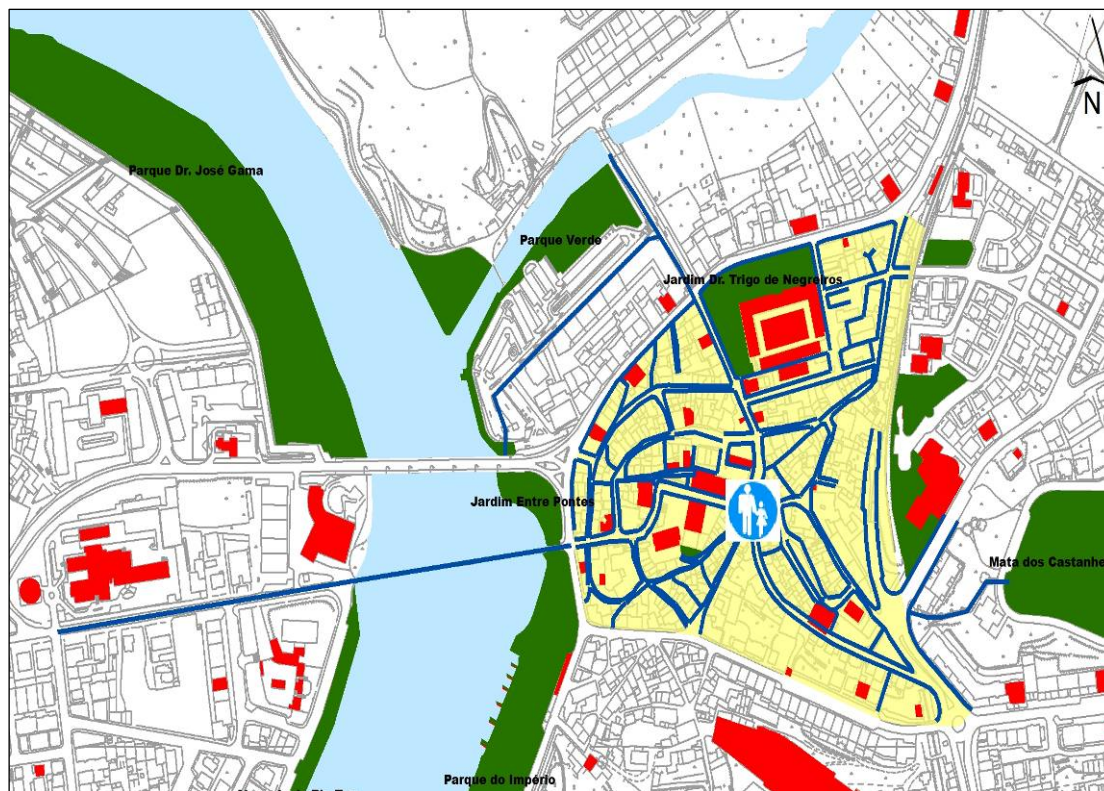 N
Parque Dr. José Gama
Parque Verde
Jardim Dr. Trigo de Negreiros
Jardim Entre Pontes
Mata dos Castanhe
Parque do Império